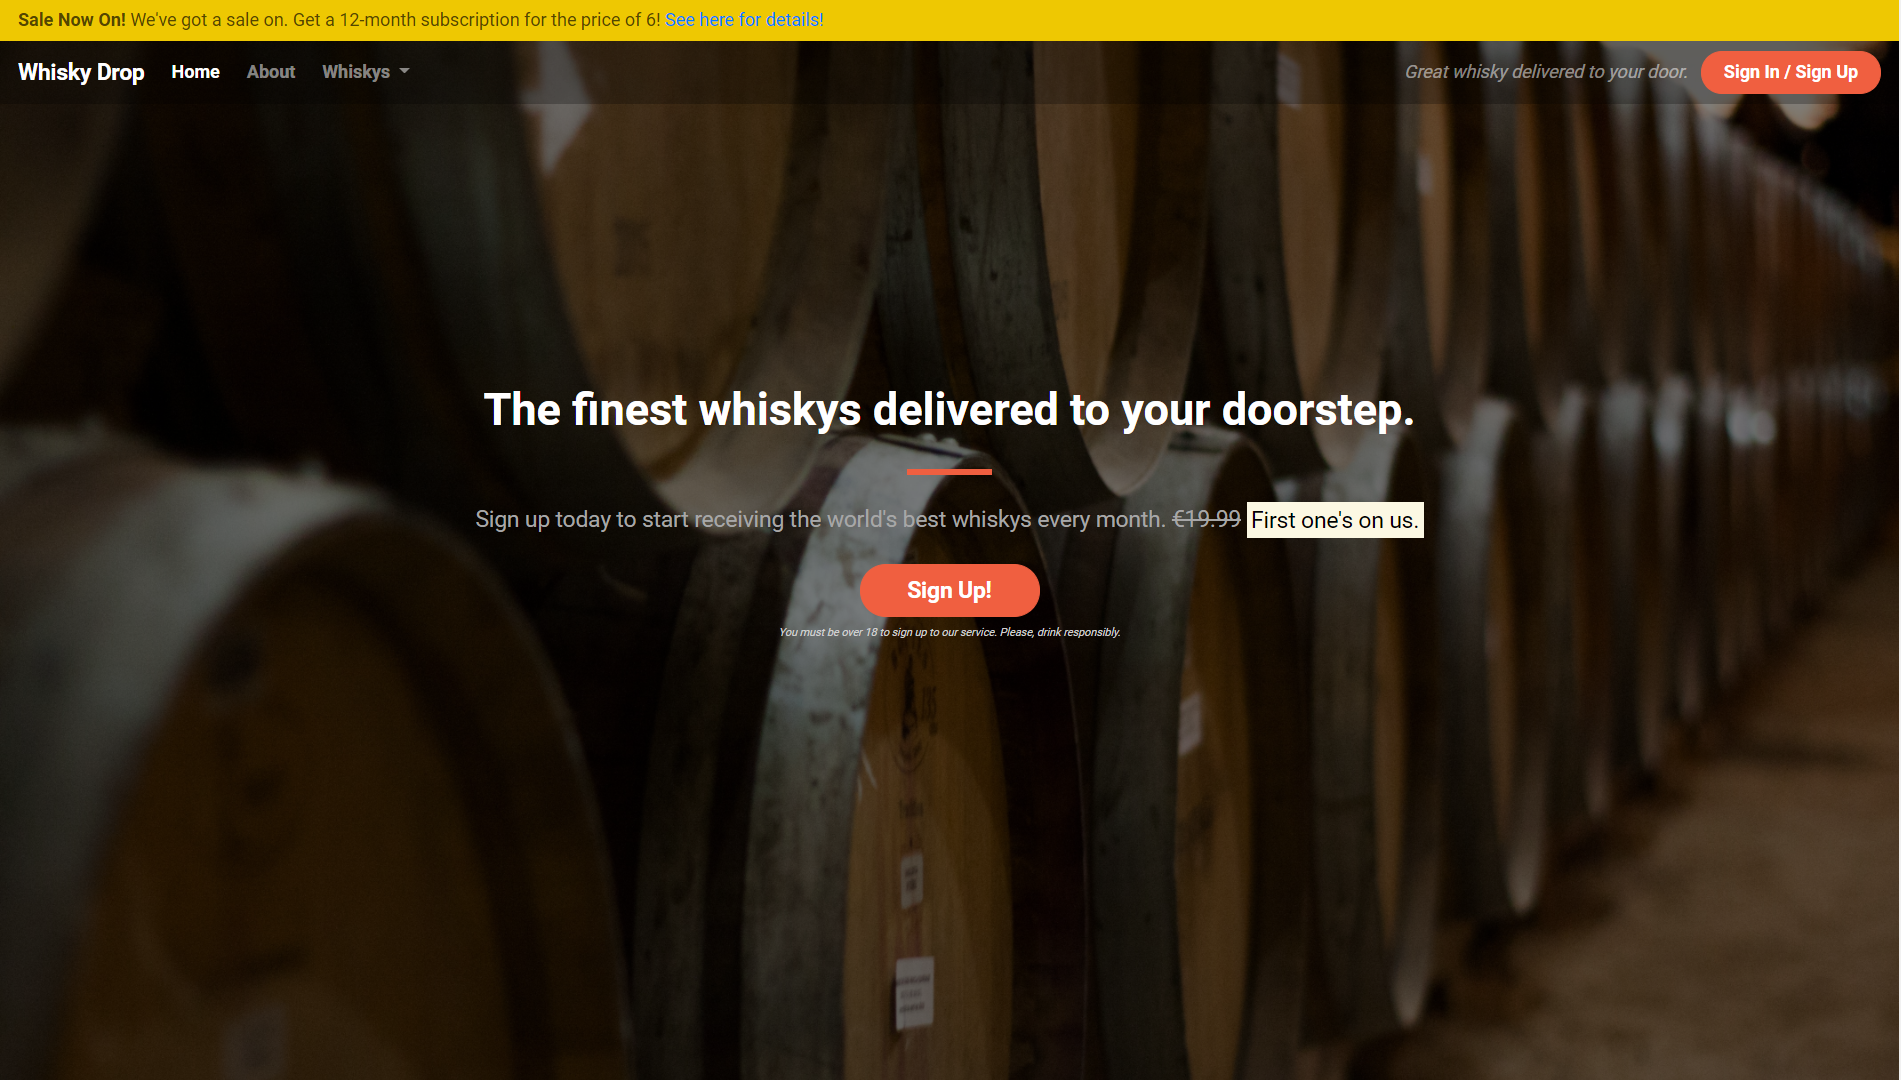 Sale Now On! We've got a sale on. Get a 12-month subscription for the price of 6! See here for details!
Whisky Drop Home About Whiskys Great whisky delivered to your door. Sign In / Sign Up
The finest whiskys delivered to your doorstep.
Sign up today to start receiving the world's best whiskys every month. €19.99 First one's on us.
Sign Up!
You must be over 18 to sign up to our service. Please, drink responsibly.